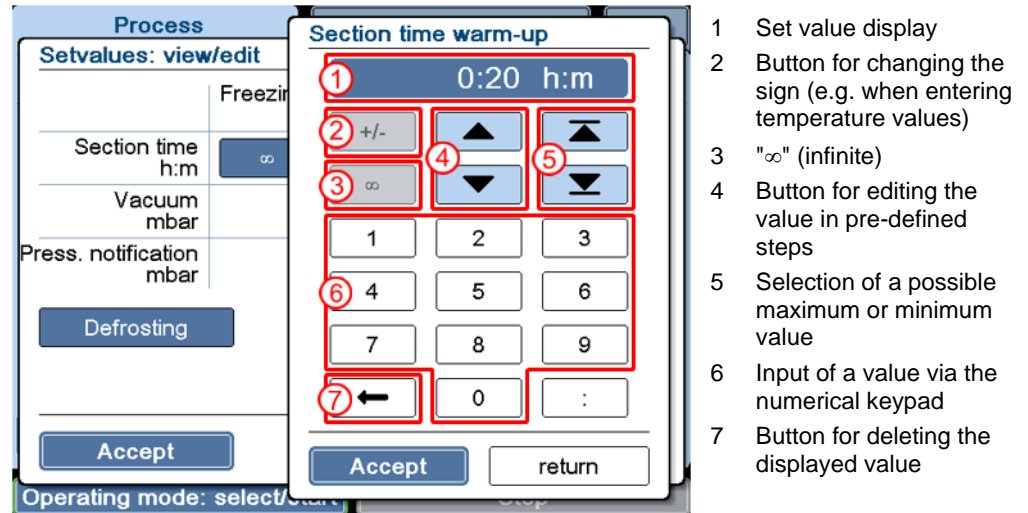 Process
Setvalues: view/edit
Freezin
Section time
h:m
∞
Vacuum
mbar
Press. notification
mbar
Defrosting
Accept
Operating mode: select/start
Stop
Section time warm-up
1
0:20 h:m
2 +/-
4
5
3 ∞
1 2 3
6 4 5 6
7 8 9
7 0 :
Accept return
1 Set value display
2 Button for changing the
sign (e.g. when entering
temperature values)
3 "∞" (infinite)
4 Button for editing the
value in pre-defined
steps
5 Selection of a possible
maximum or minimum
value
6 Input of a value via the
numerical keypad
7 Button for deleting the
displayed value